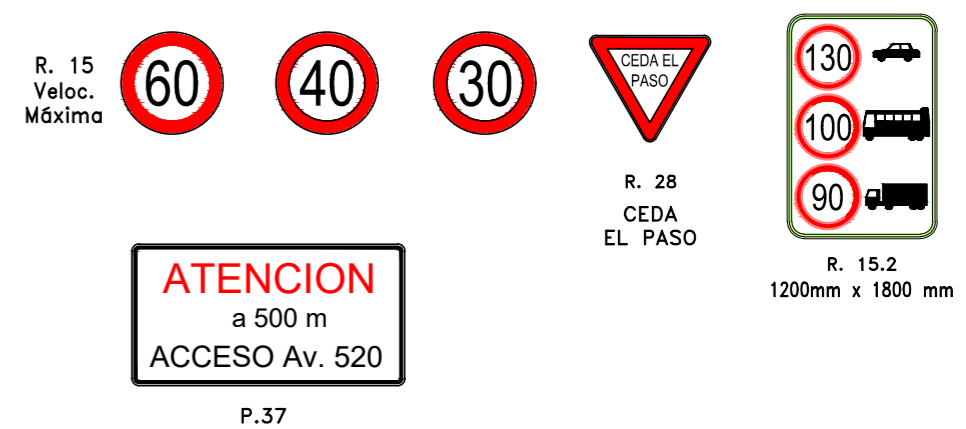 R. 15
Veloc.
Máxima
60
40
30
CEDA EL
PASO
R. 28
CEDA
EL PASO
130
100
90
R. 15.2
1200mm x 1800 mm
ATENCION
a 500 m
ACCESO Av. 520
P.37